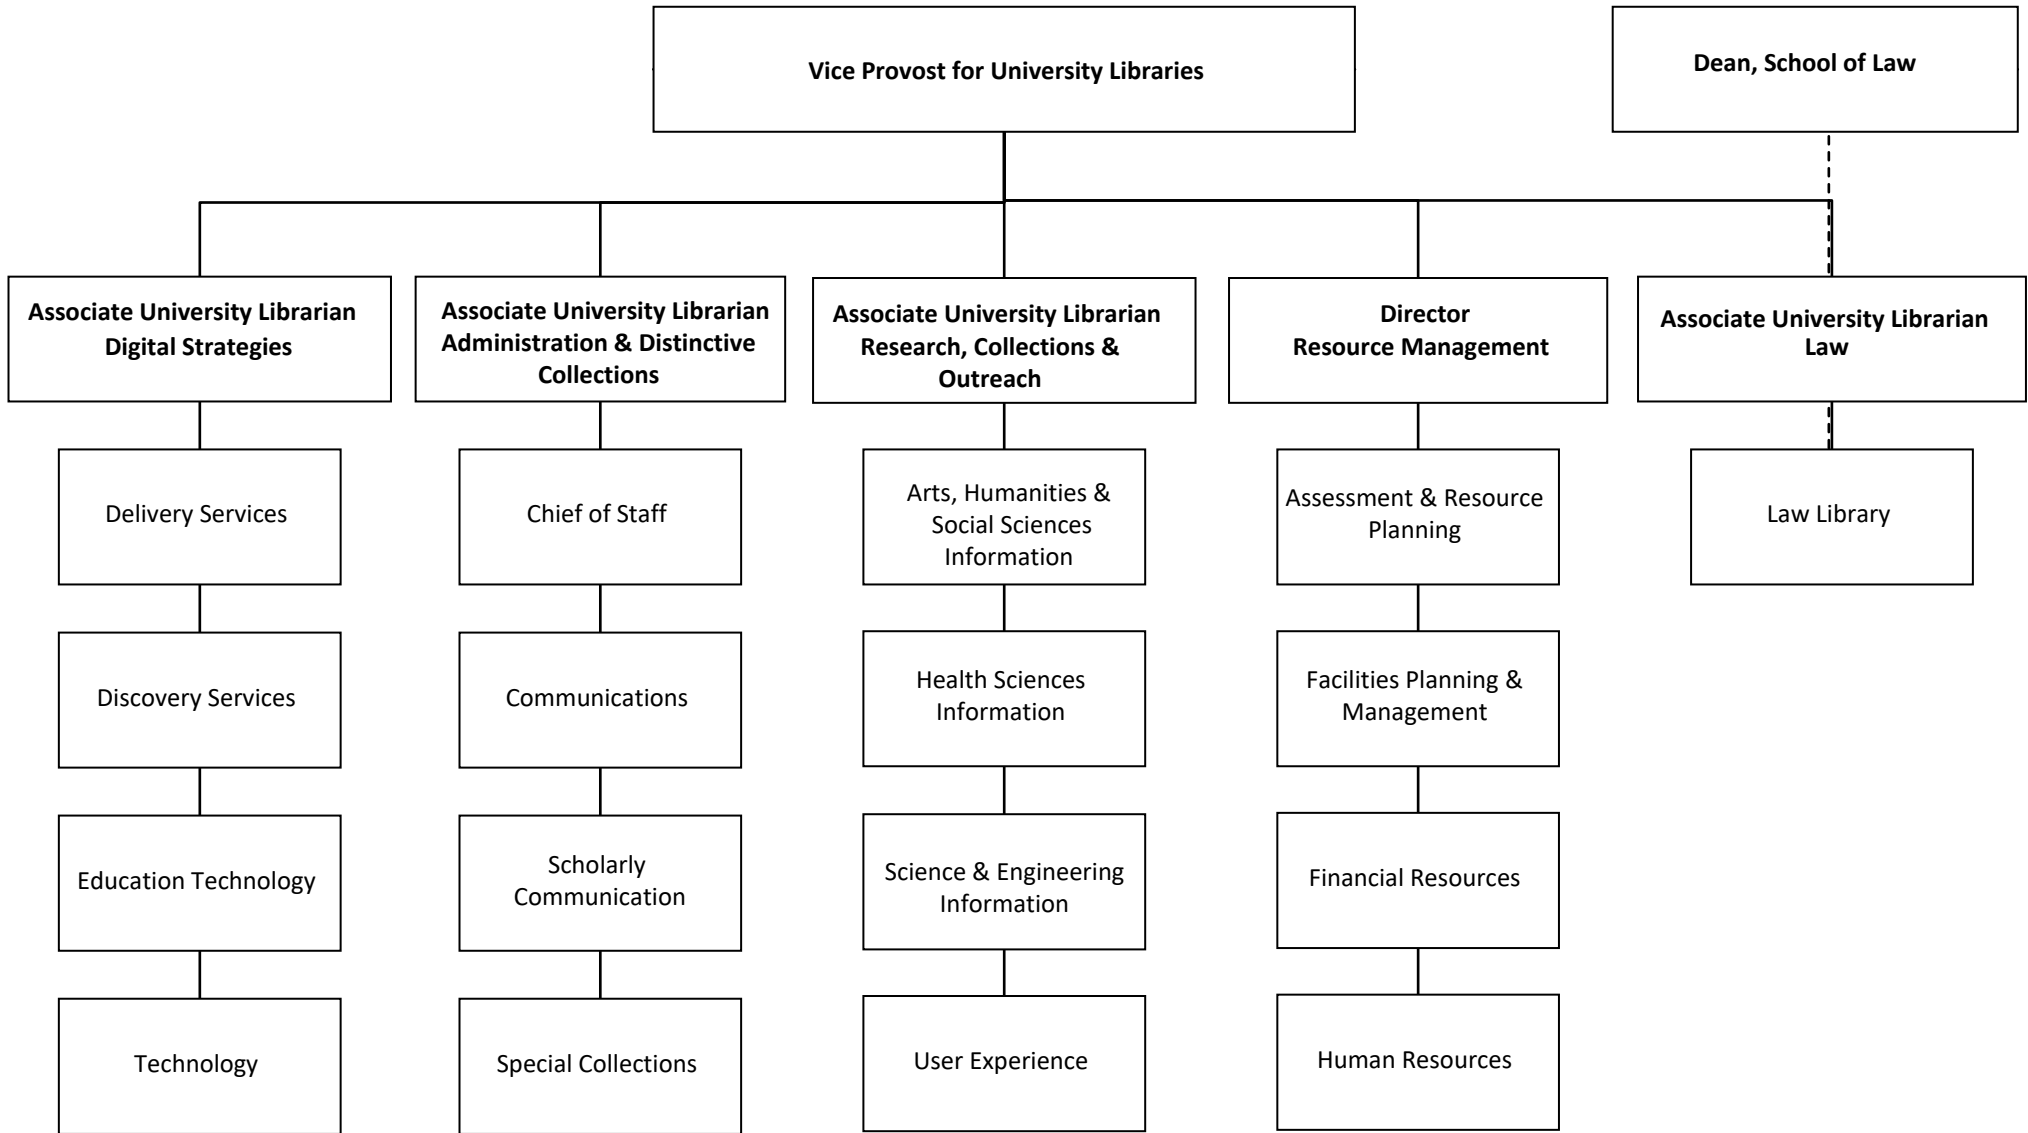 Vice Provost for University Libraries
Dean, School of Law
Associate University Librarian
Digital Strategies
Associate University Librarian
Administration & Distinctive
Collections
Associate University Librarian
Research, Collections &
Outreach
Director
Resource Management
Associate University Librarian
Law
Delivery Services
Chief of Staff
Arts, Humanities &
Social Sciences
Information
Assessment & Resource
Planning
Law Library
Discovery Services
Communications
Health Sciences
Information
Facilities Planning &
Management
Education Technology
Scholarly
Communication
Science & Engineering
Information
Financial Resources
Technology
Special Collections
User Experience
Human Resources